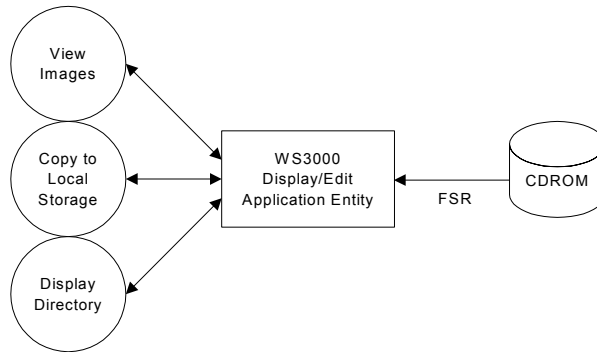 View
Images
Copy to
Local
Storage
Display
Directory
WS3000
Display/Edit
Application Entity
FSR
CDROM